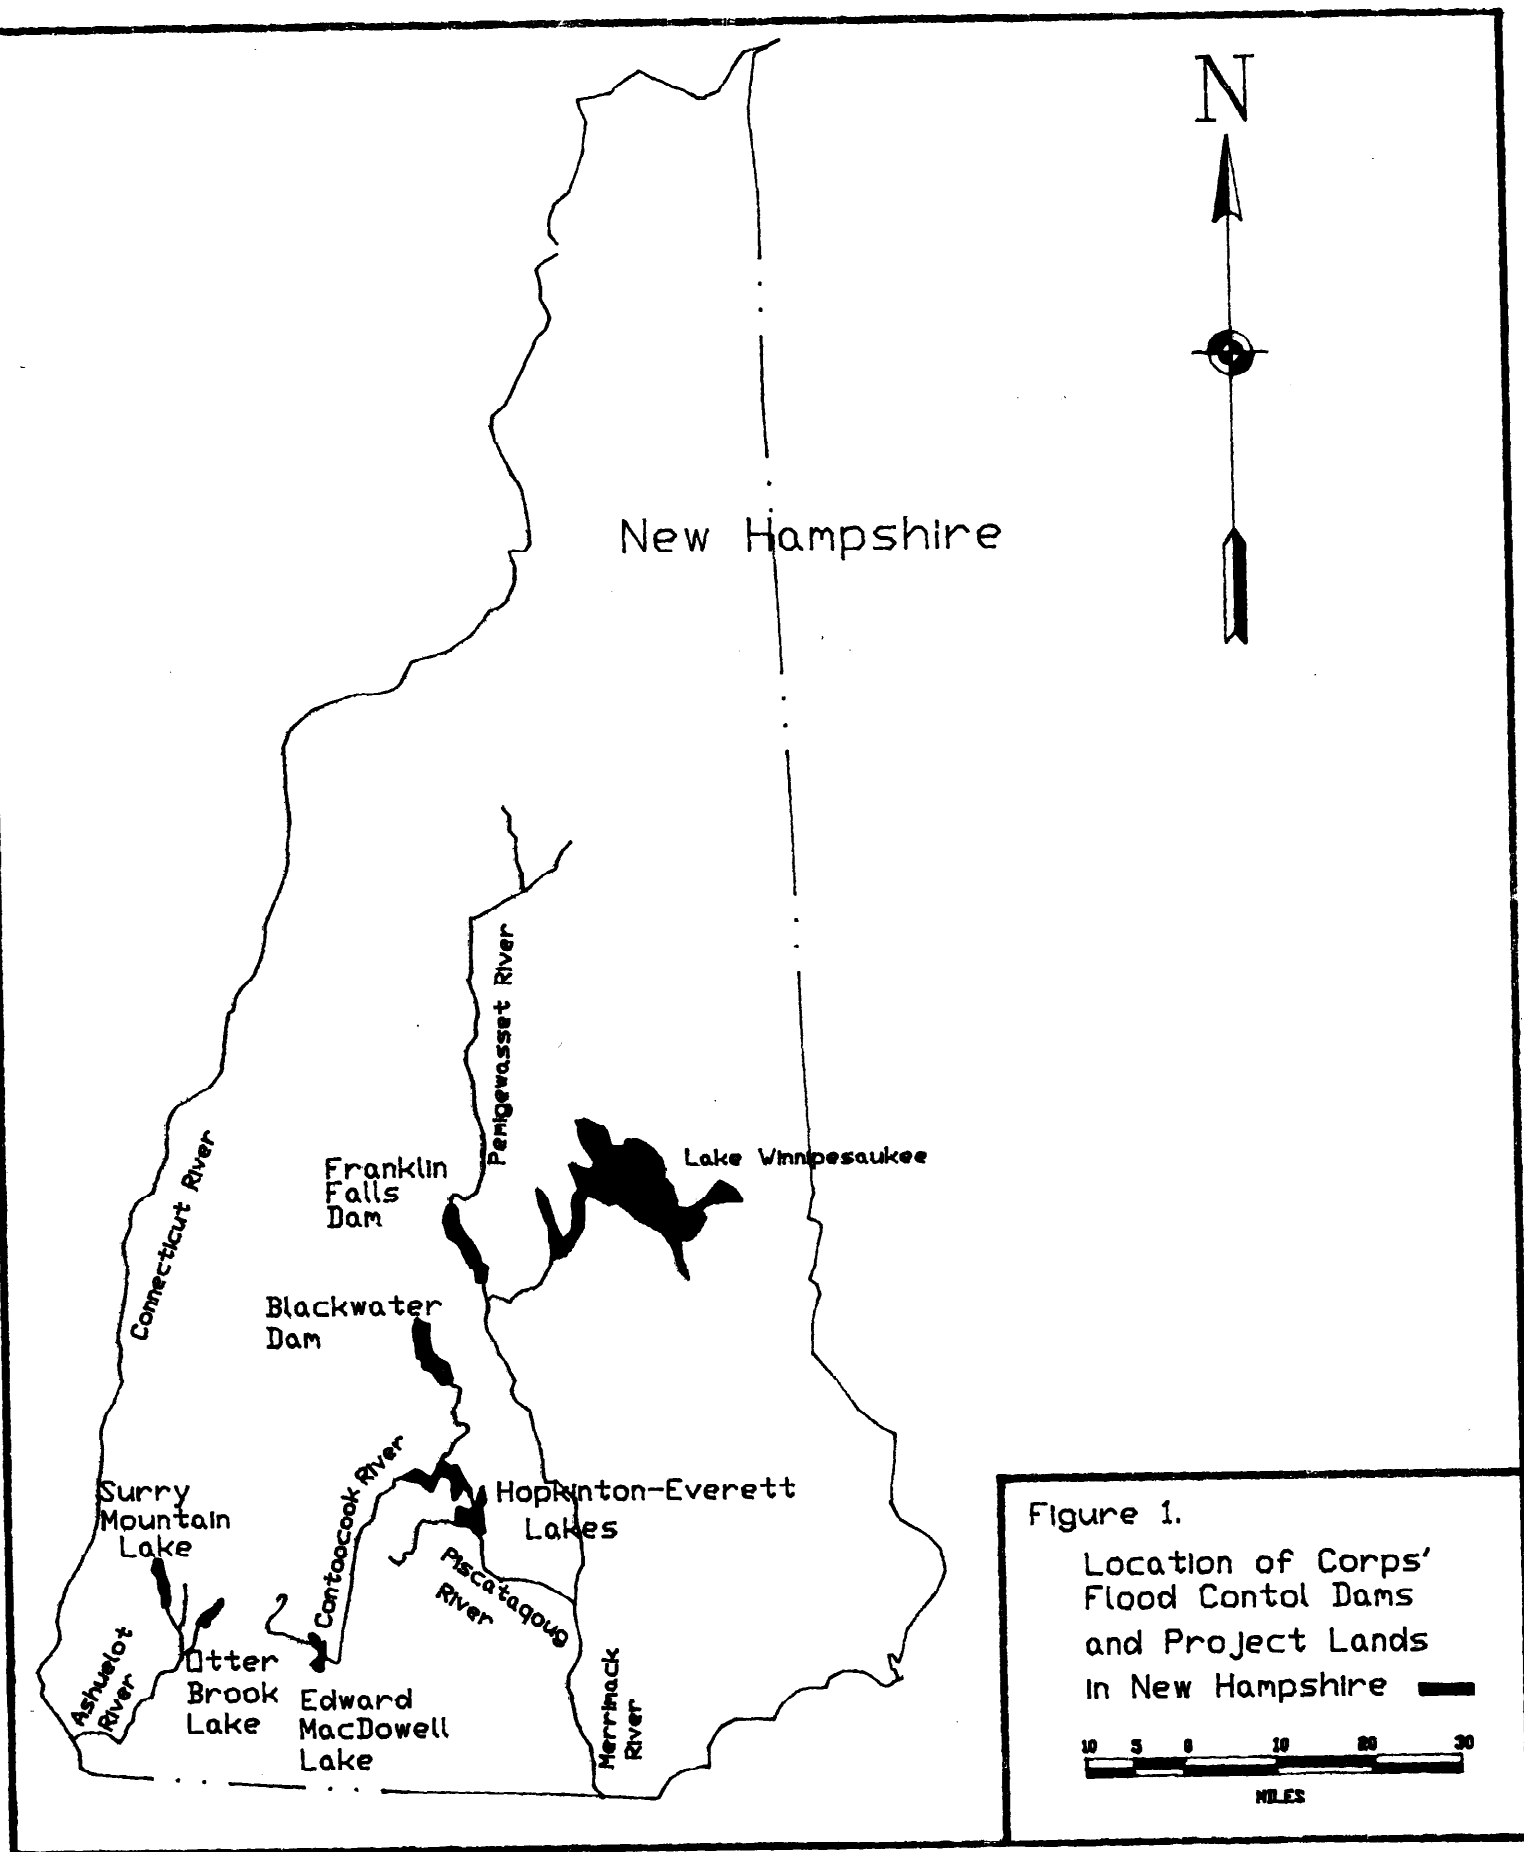 N
New Hampshire
Pemigewasset River
Lake Winnipesaukee
Franklin
Falls
Dam
Connecticut River
Blackwater
Dam
Contoocook River
Hopkinton-Everett
Lakes
Surry
Mountain
Lake
Piscataqoug
River
Ashuelot
River
Otter
Brook
Lake
Edward
MacDowell
Lake
Merrimack
River
Figure 1.
Location of Corps'
Flood Contol Dams
and Project Lands
in New Hampshire
10 5 0 10 20 30
MILES